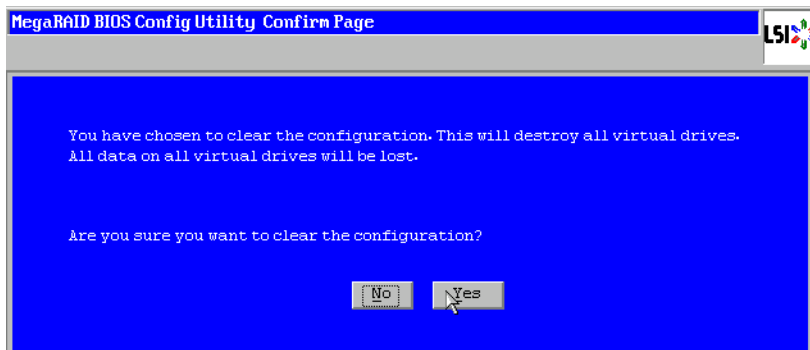 MegaRAID BIOS Config Utility Confirm Page
LSI
You have chosen to clear the configuration. This will destroy all virtual drives.
All data on all virtual drives will be lost.
Are you sure you want to clear the configuration?
No Yes